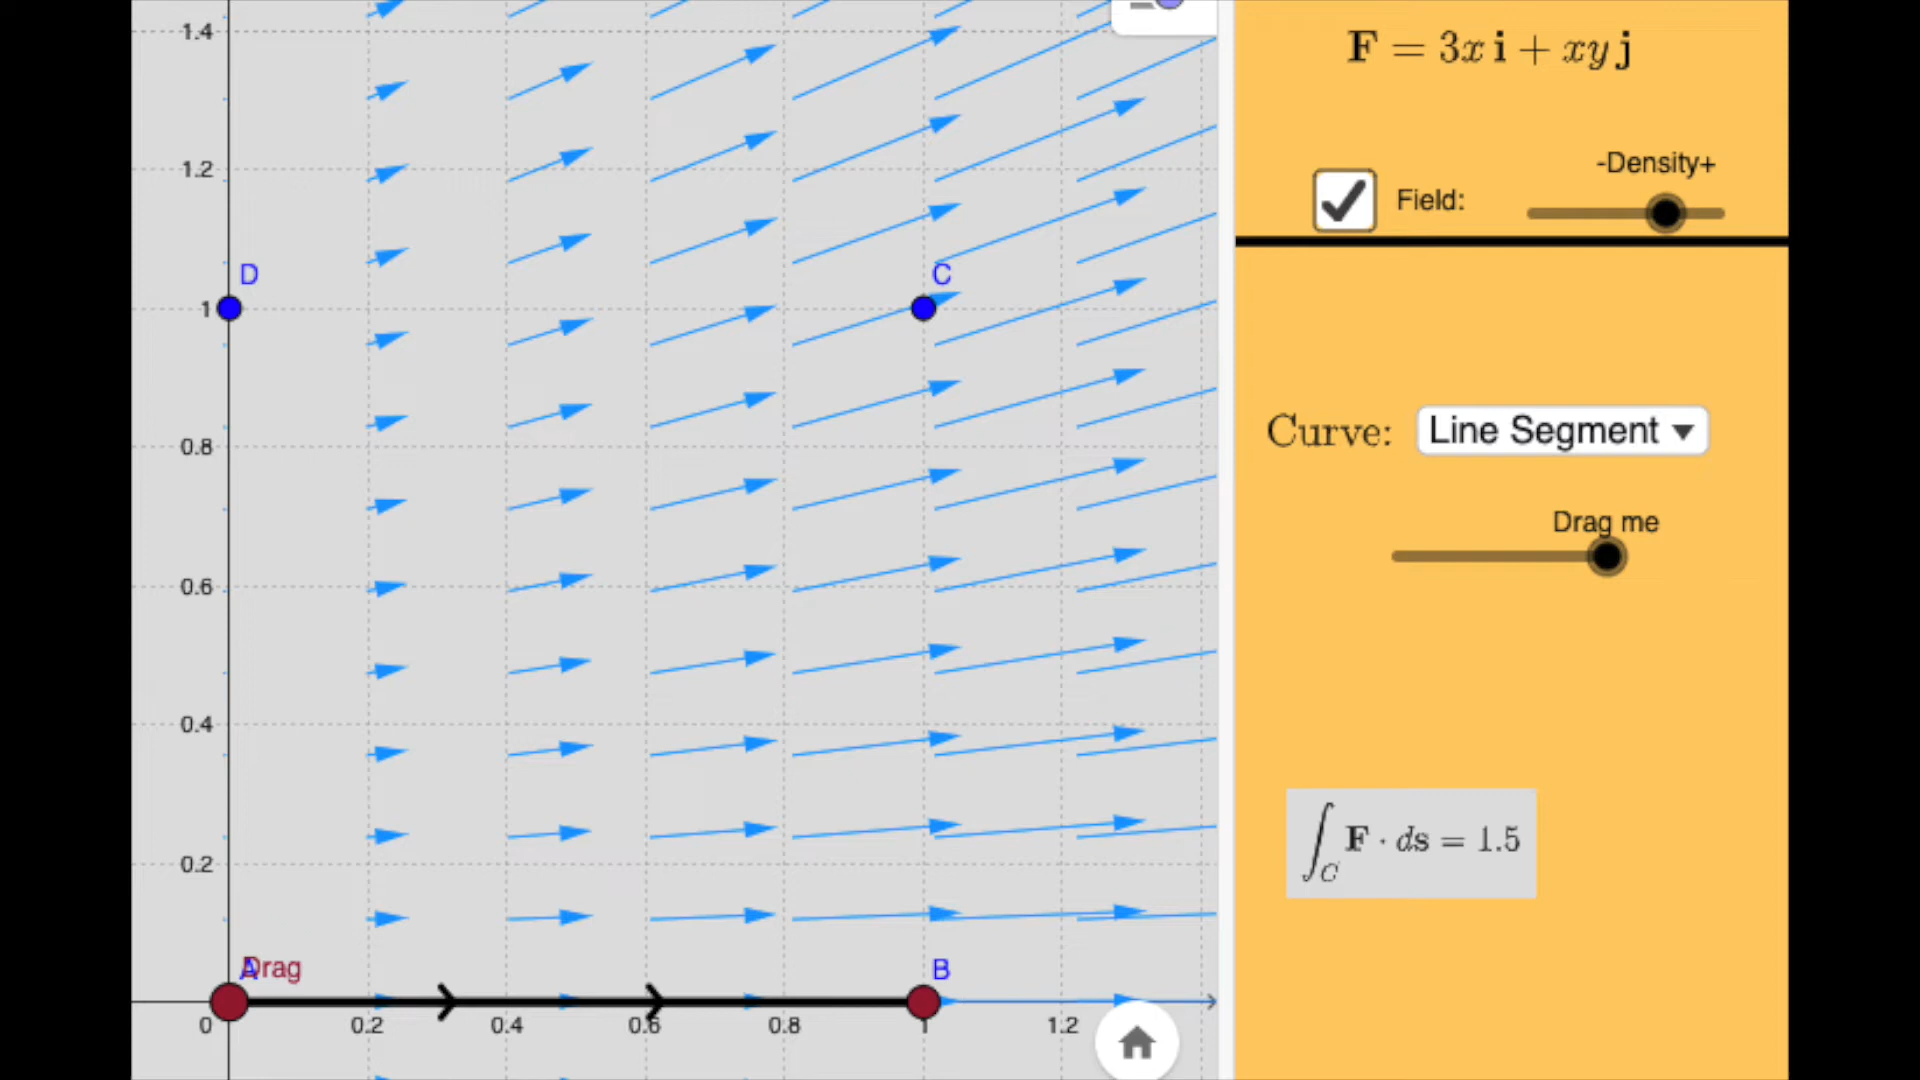 F = 3x i + xy j
-Density+
Field:
Curve: Line Segment
Drag me
∫_C F · ds = 1.5
1.4
1.2
D
C
1
0.8
0.6
0.4
0.2
A
Drag
B
0
0.2
0.4
0.6
0.8
1
1.2